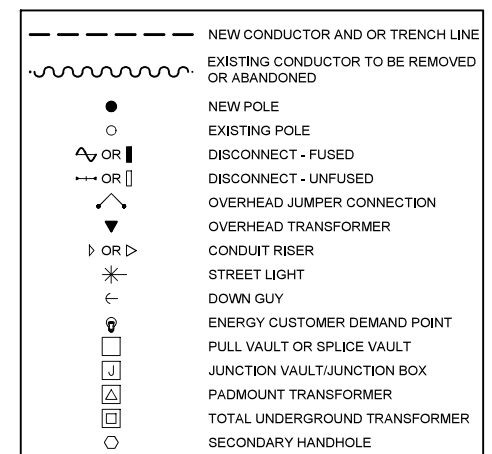 NEW CONDUCTOR AND OR TRENCH LINE
EXISTING CONDUCTOR TO BE REMOVED
OR ABANDONED
NEW POLE
EXISTING POLE
OR DISCONNECT - FUSED
OR DISCONNECT - UNFUSED
OVERHEAD JUMPER CONNECTION
OVERHEAD TRANSFORMER
OR CONDUIT RISER
STREET LIGHT
DOWN GUY
ENERGY CUSTOMER DEMAND POINT
PULL VAULT OR SPLICE VAULT
J JUNCTION VAULT/JUNCTION BOX
PADMOUNT TRANSFORMER
TOTAL UNDERGROUND TRANSFORMER
SECONDARY HANDHOLE